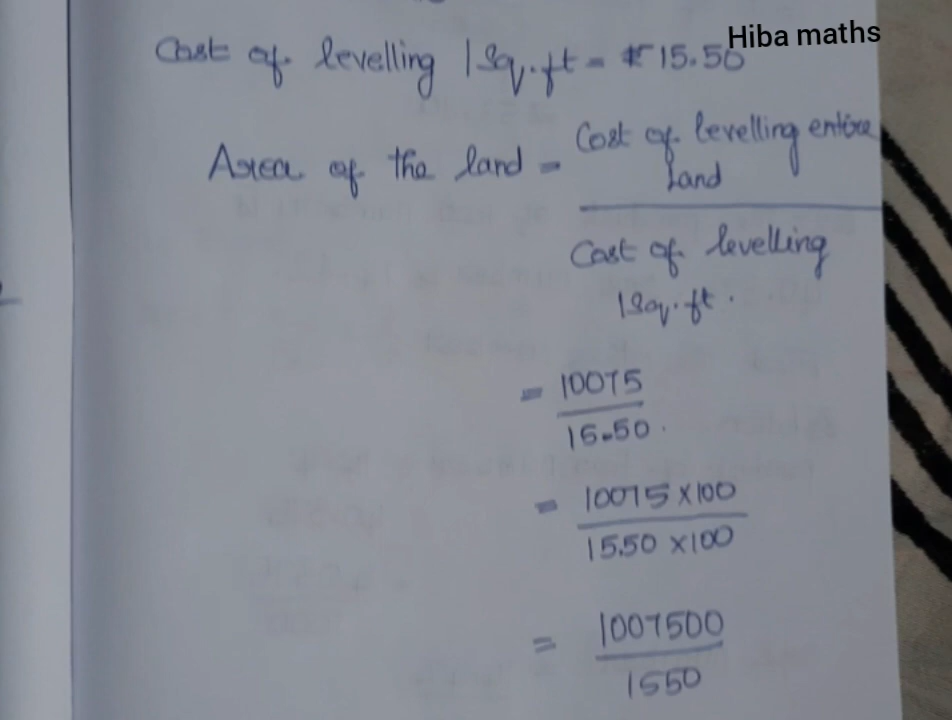 Hiba maths
Cost of levelling 1 Sq.ft = ₹ 15.50
Area of the land = Cost of levelling entire
land
Cost of levelling
1 Sq.ft.
= 10075
15.50.
= 10075 x 100
15.50 x 100
= 1007500
1550